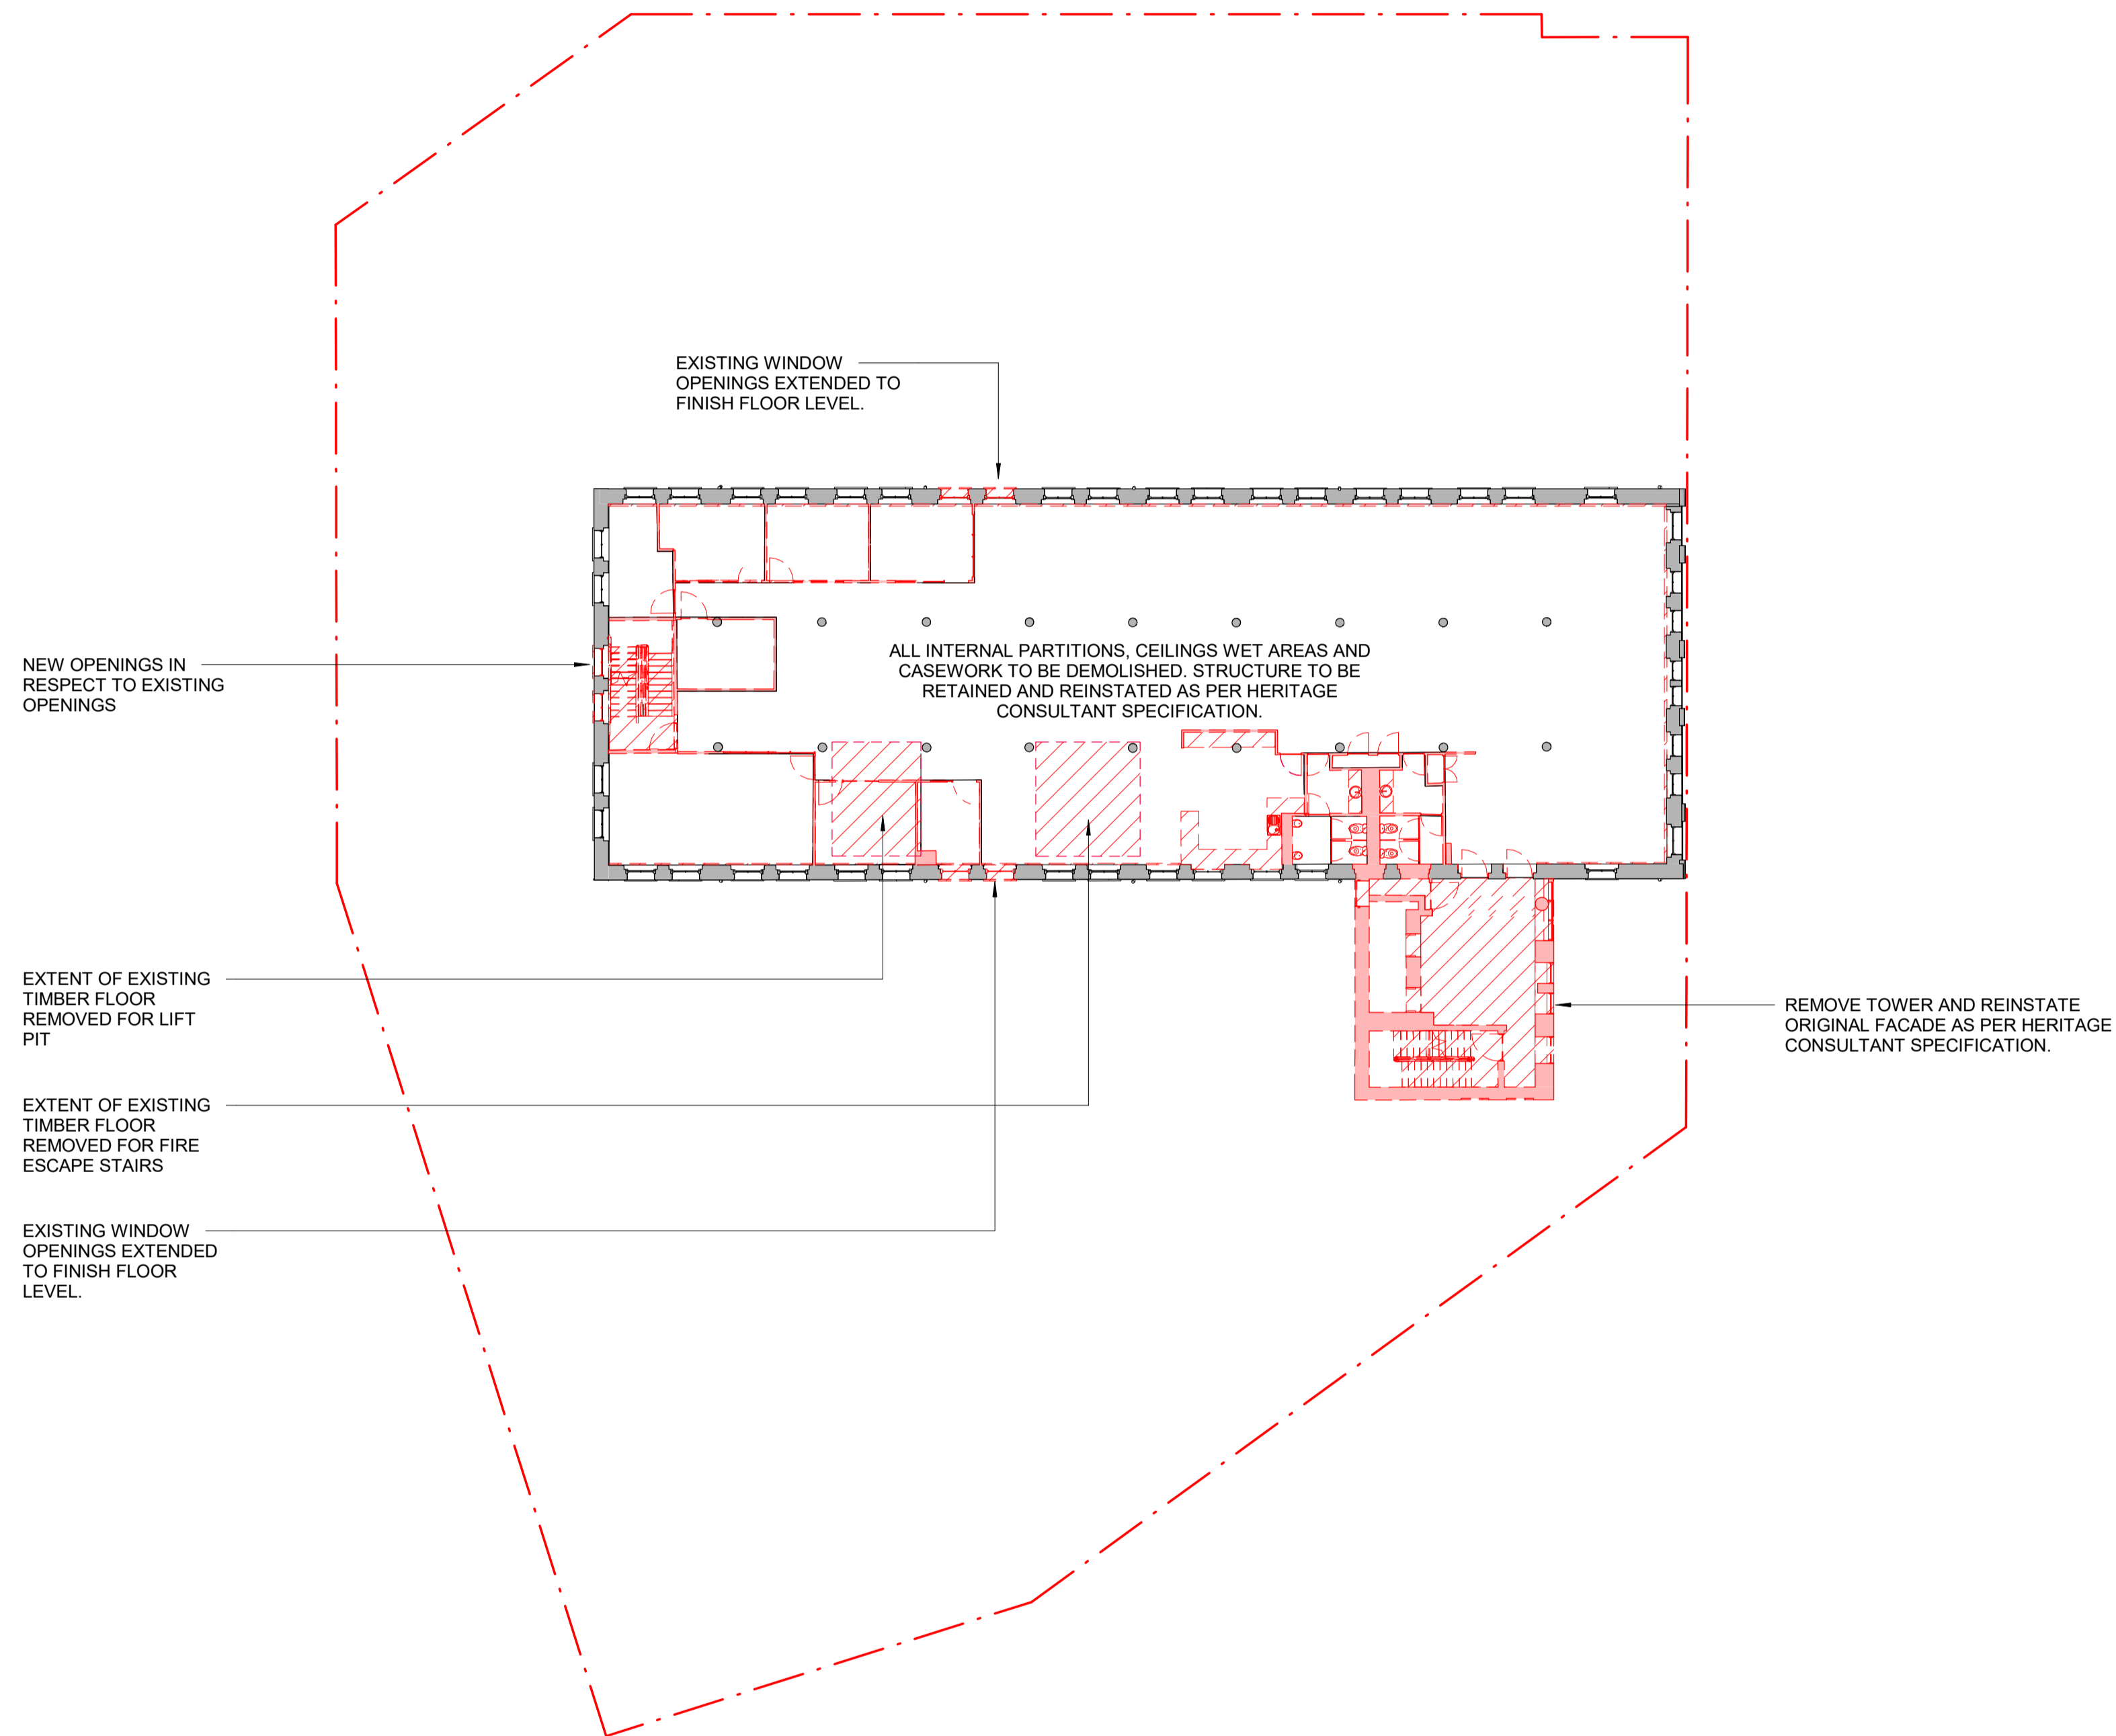 EXISTING WINDOW
OPENINGS EXTENDED TO
FINISH FLOOR LEVEL.
ALL INTERNAL PARTITIONS, CEILINGS WET AREAS AND
CASEWORK TO BE DEMOLISHED. STRUCTURE TO BE
RETAINED AND REINSTATED AS PER HERITAGE
CONSULTANT SPECIFICATION.
NEW OPENINGS IN
RESPECT TO EXISTING
OPENINGS
EXTENT OF EXISTING
TIMBER FLOOR
REMOVED FOR LIFT
PIT
REMOVE TOWER AND REINSTATE
ORIGINAL FACADE AS PER HERITAGE
CONSULTANT SPECIFICATION.
EXTENT OF EXISTING
TIMBER FLOOR
REMOVED FOR FIRE
ESCAPE STAIRS
EXISTING WINDOW
OPENINGS EXTENDED
TO FINISH FLOOR
LEVEL.